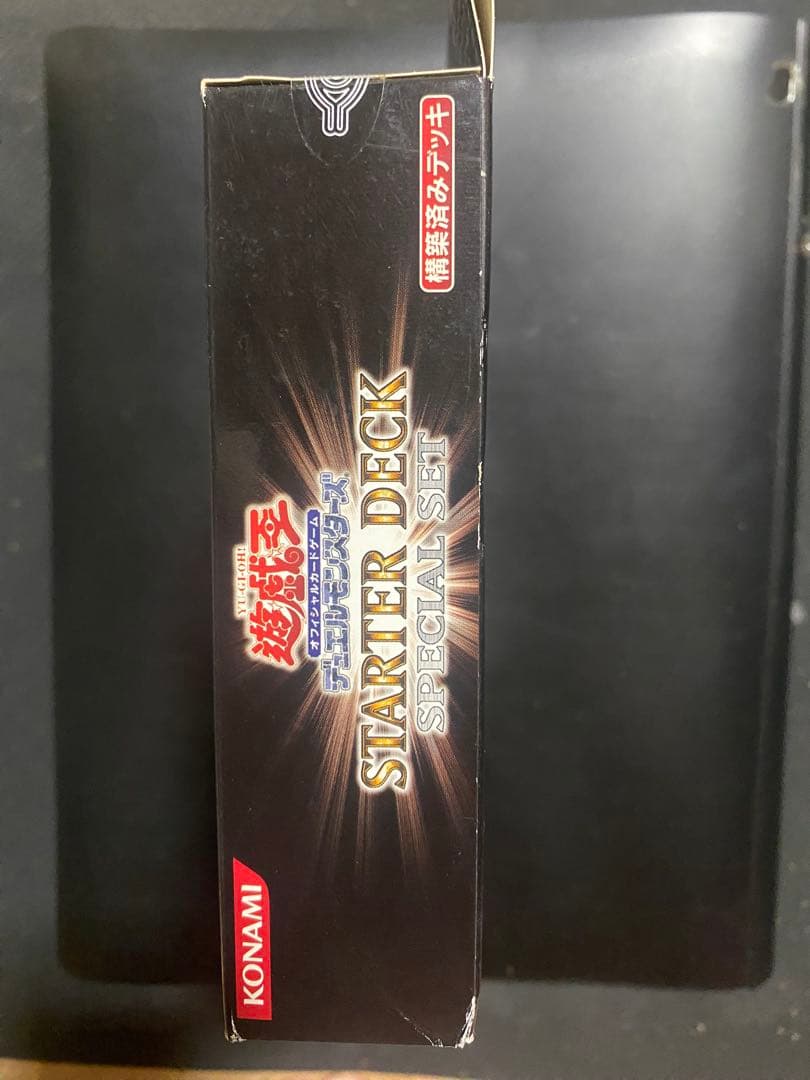 YU-GI-OH!
遊戯王
オフィシャルカードゲーム
デュエルモンスターズ
STARTER DECK
SPECIAL SET
構築済みデッキ
KONAMI